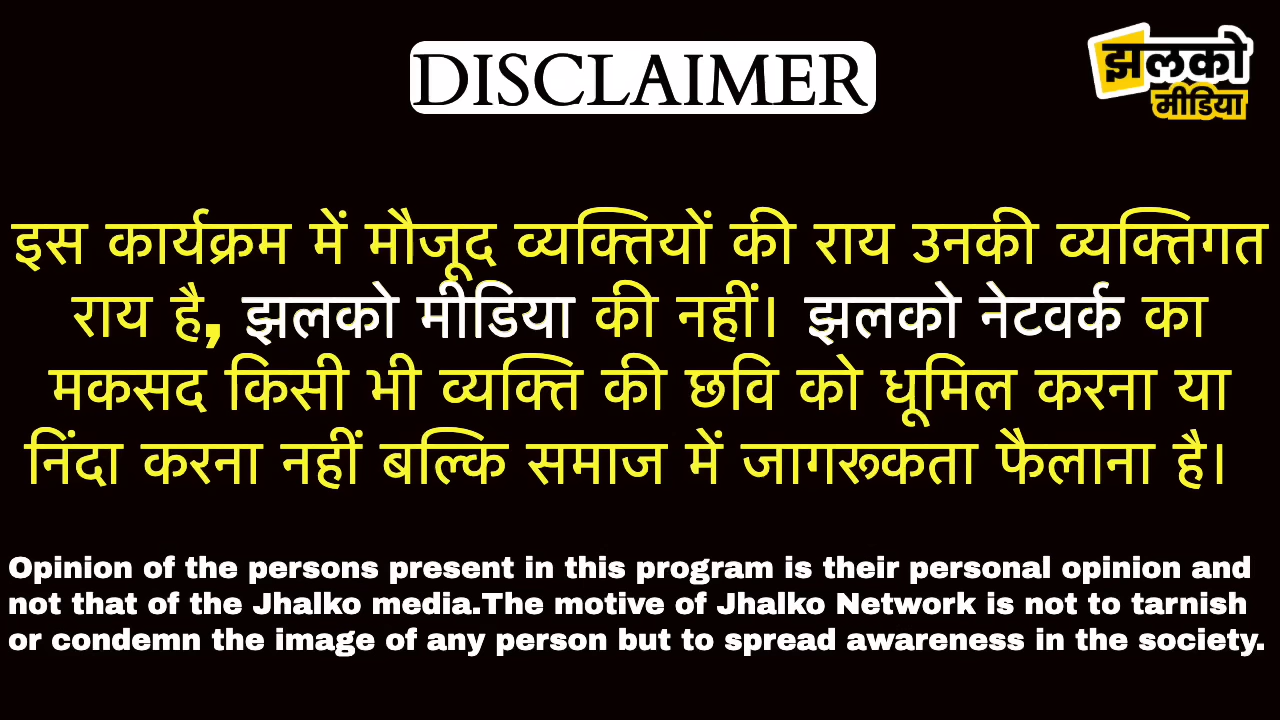 DISCLAIMER
झलको
मीडिया
इस कार्यक्रम में मौजूद व्यक्तियों की राय उनकी व्यक्तिगत
राय है, झलको मीडिया की नहीं। झलको नेटवर्क का
मकसद किसी भी व्यक्ति की छवि को धूमिल करना या
निंदा करना नहीं बल्कि समाज में जागरूकता फैलाना है।
Opinion of the persons present in this program is their personal opinion and
not that of the Jhalko media.The motive of Jhalko Network is not to tarnish
or condemn the image of any person but to spread awareness in the society.